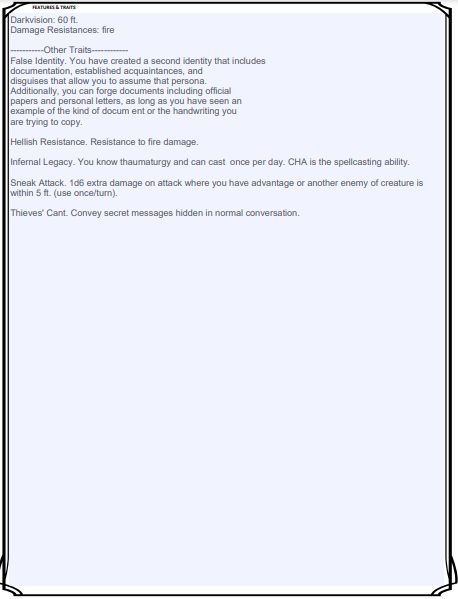 FEATURES & TRAITS
Darkvision: 60 ft.
Damage Resistances: fire
-----------Other Traits------------
False Identity. You have created a second identity that includes
documentation, established acquaintances, and
disguises that allow you to assume that persona.
Additionally, you can forge documents including official
papers and personal letters, as long as you have seen an
example of the kind of docum ent or the handwriting you
are trying to copy.
Hellish Resistance. Resistance to fire damage.
Infernal Legacy. You know thaumaturgy and can cast  once per day. CHA is the spellcasting ability.
Sneak Attack. 1d6 extra damage on attack where you have advantage or another enemy of creature is
within 5 ft. (use once/turn).
Thieves' Cant. Convey secret messages hidden in normal conversation.